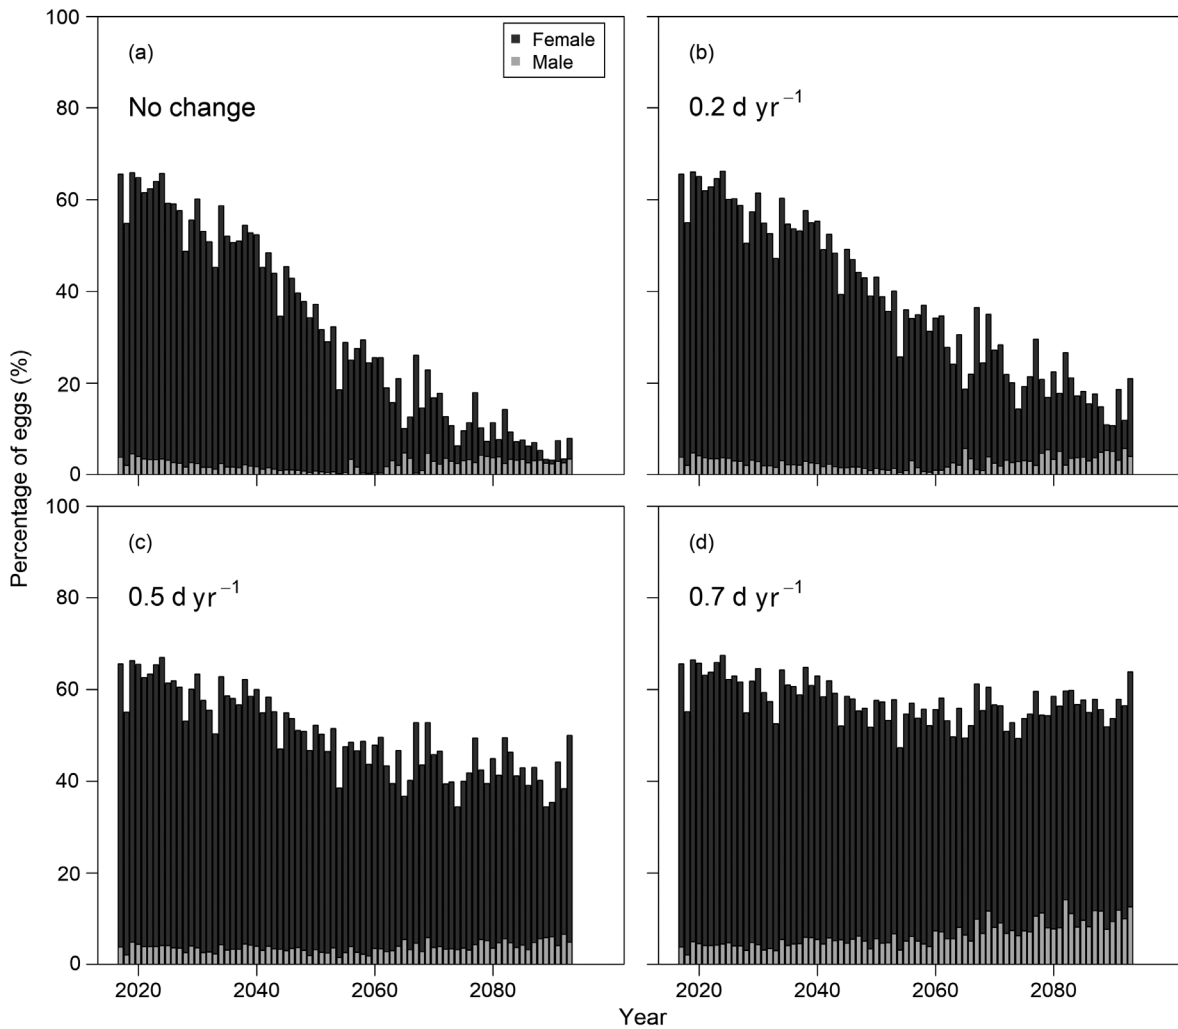 100
(a)
Female
Male
(b)
80
No change
0.2 d yr⁻¹
60
40
20
0
Percentage of eggs (%)
100
(c)
(d)
80
0.5 d yr⁻¹
0.7 d yr⁻¹
60
40
20
0
2020 2040 2060 2080 2020 2040 2060 2080
Year